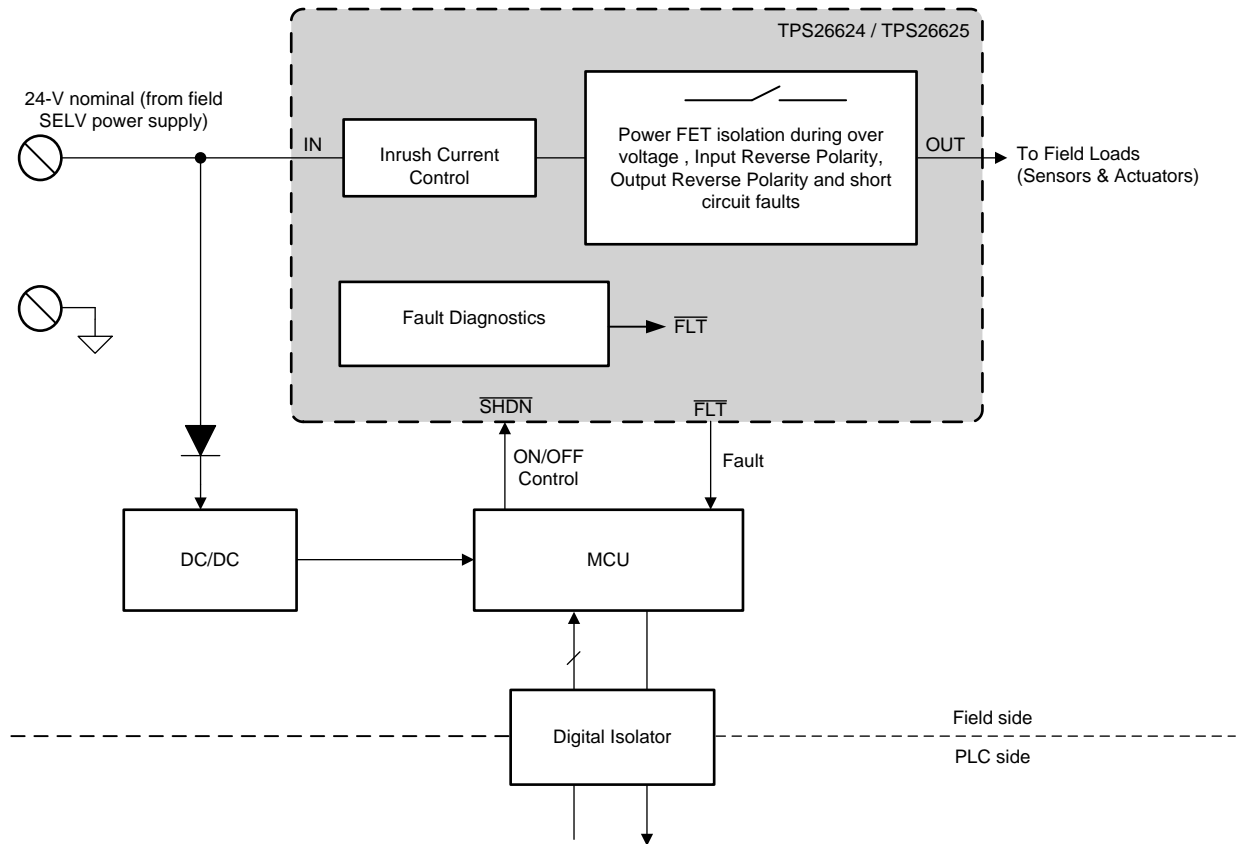 TPS26624 / TPS26625
24-V nominal (from field
SELV power supply)
IN
Inrush Current
Control
Power FET isolation during over
voltage , Input Reverse Polarity,
Output Reverse Polarity and short
circuit faults
OUT
To Field Loads
(Sensors & Actuators)
Fault Diagnostics
FLT
SHDN
FLT
ON/OFF
Control
Fault
DC/DC
MCU
Digital Isolator
Field side
PLC side